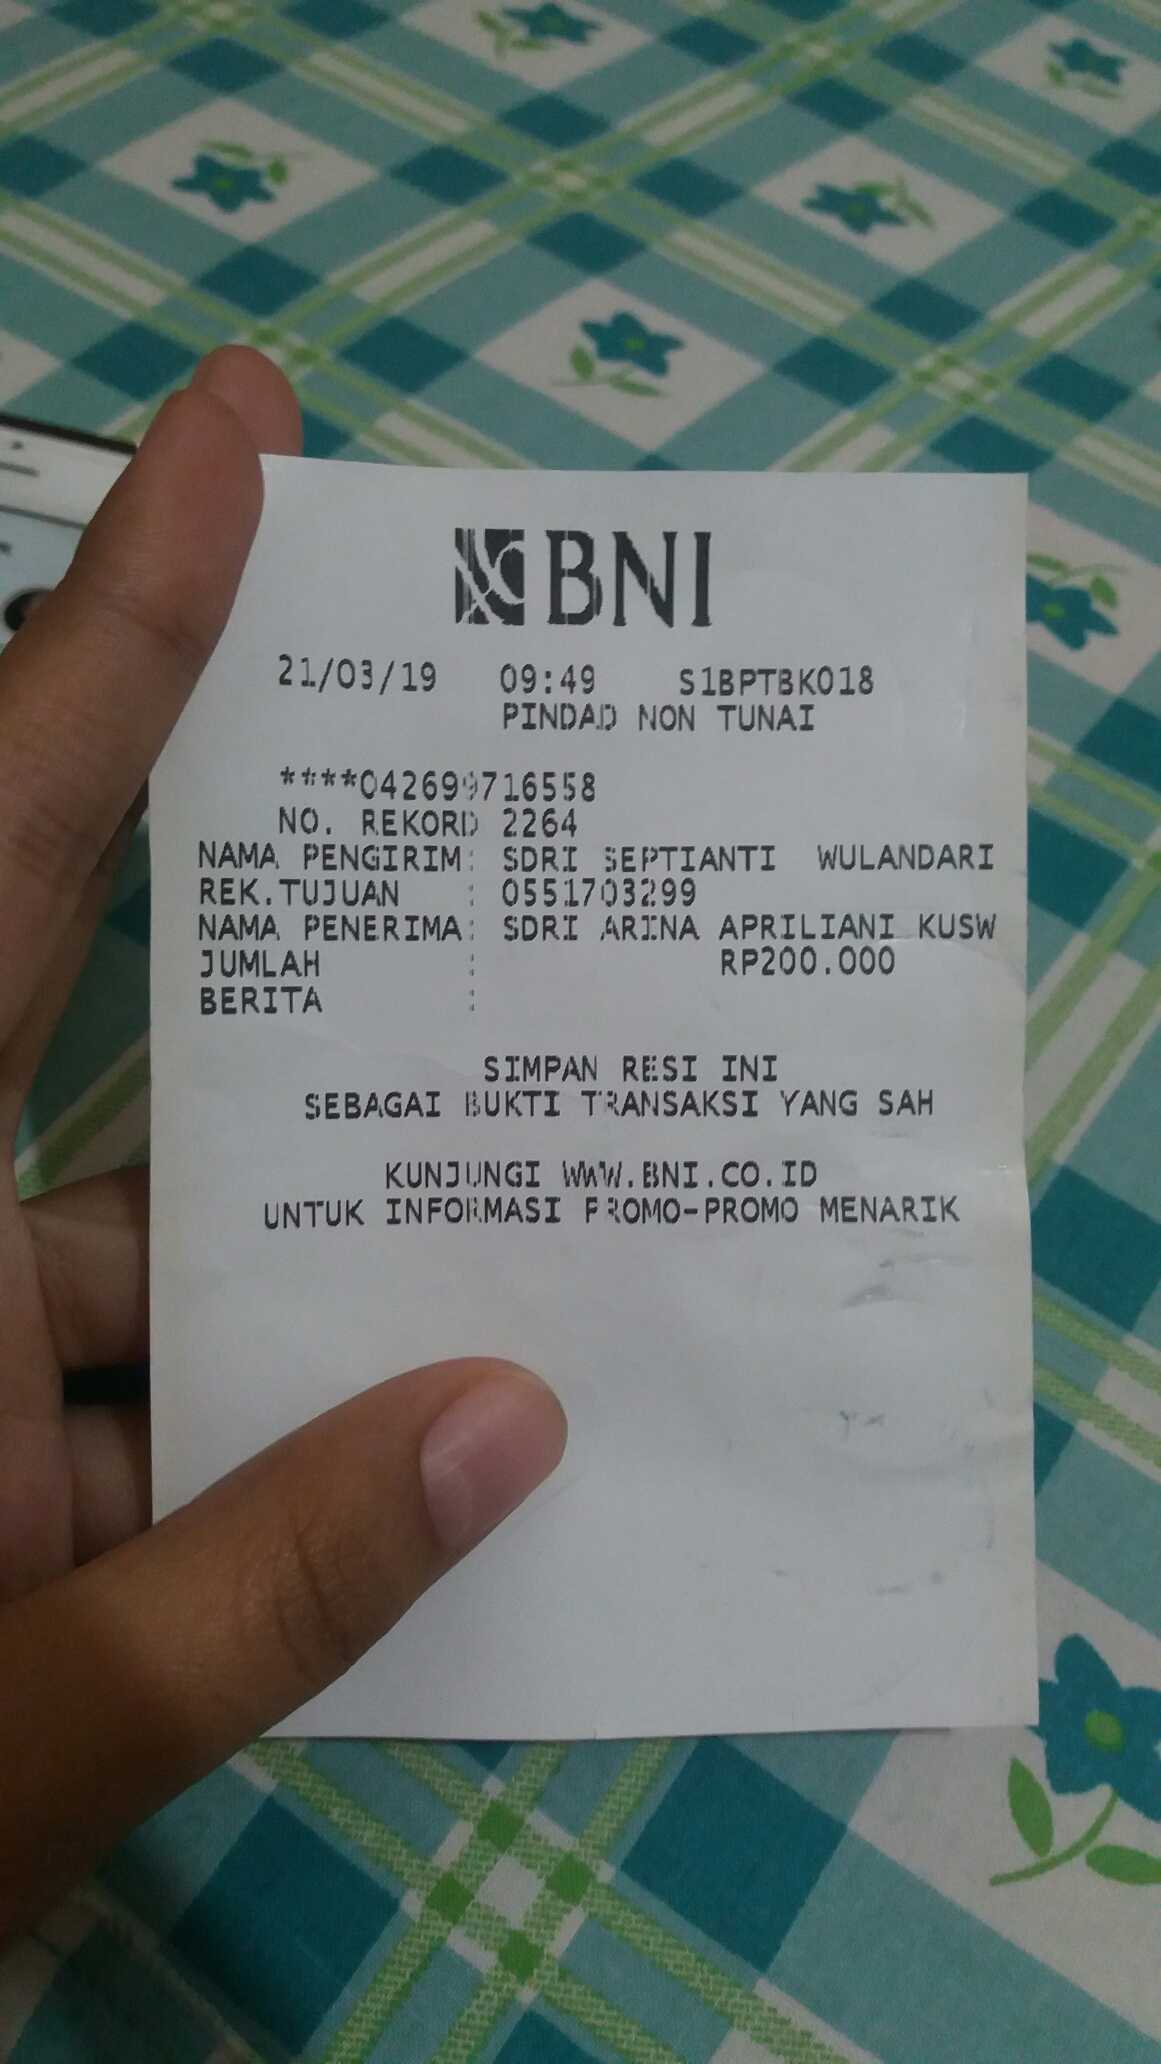 BNI
21/03/19 09:49 S1BPTBK018
PINDAD NON TUNAI
****042699716558
NO. REKORD 2264
NAMA PENGIRIM: SDRI SEPTIANTI WULANDARI
REK.TUJUAN : 0551703299
NAMA PENERIMA: SDRI ARINA APRILIANI KUSW
JUMLAH : RP200.000
BERITA :
SIMPAN RESI INI
SEBAGAI BUKTI TRANSAKSI YANG SAH
KUNJUNGI WWW.BNI.CO.ID
UNTUK INFORMASI PROMO-PROMO MENARIK